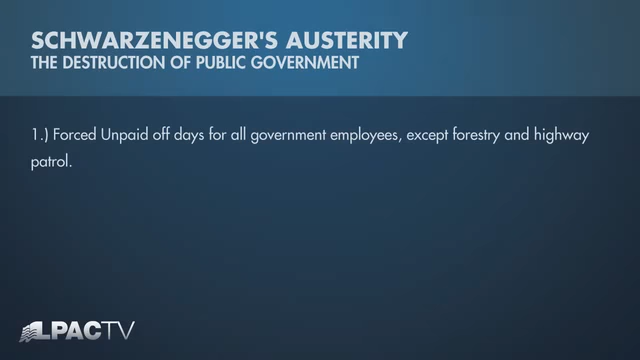 SCHWARZENEGGER'S AUSTERITY
THE DESTRUCTION OF PUBLIC GOVERNMENT
1.) Forced Unpaid off days for all government employees, except forestry and highway
patrol.
LPACTV